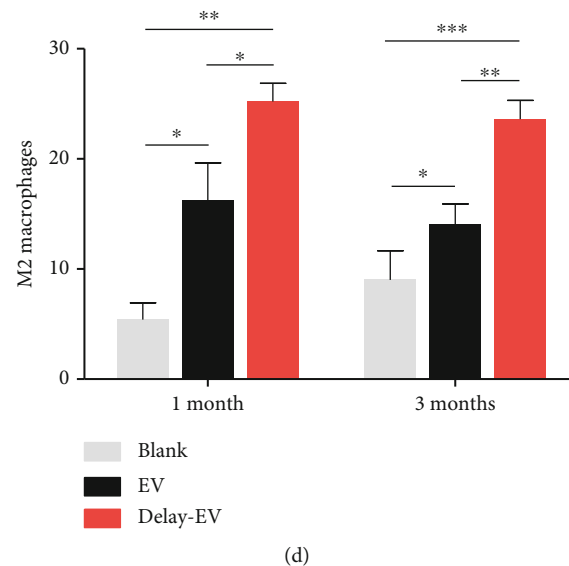 ** ***
* **
* *
30
20
10
0
M2 macrophages
1 month 3 months
Blank
EV
Delay-EV
(d)